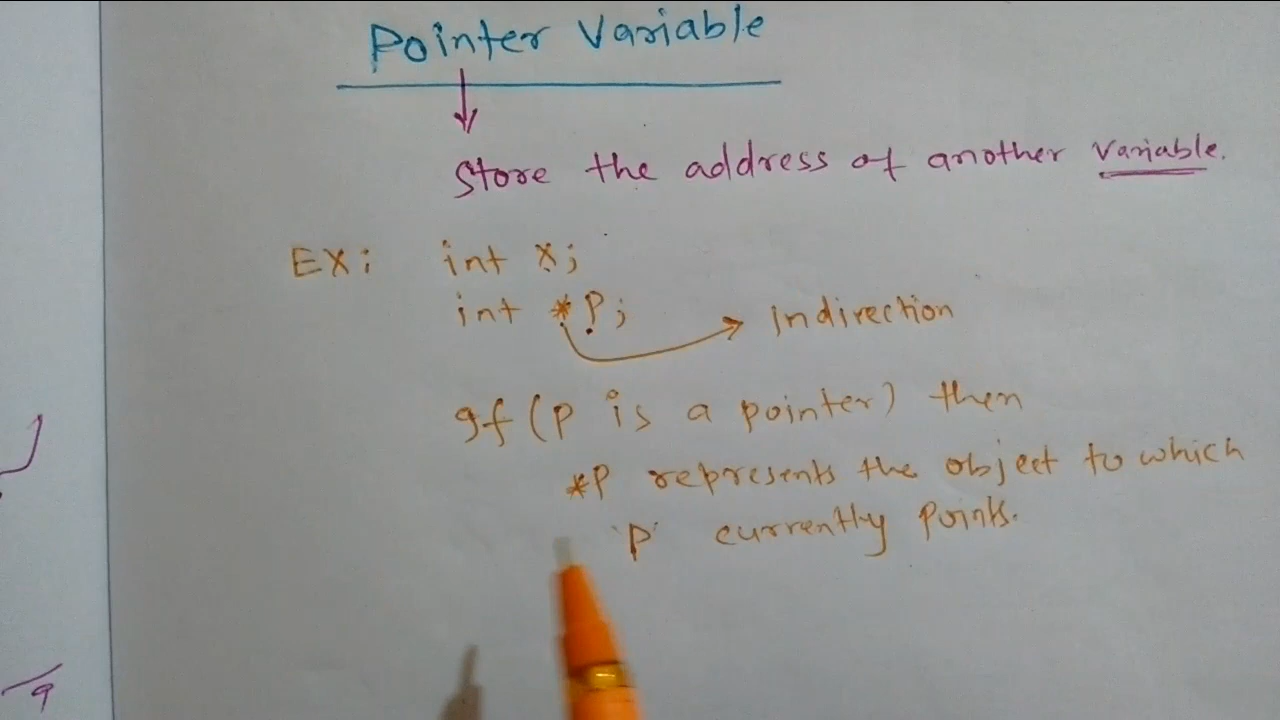 Pointer Variable
Store the address of another variable.
EX: int x;
int *P; Indirection
If (P is a pointer) then
*P represents the object to which
'P' currently points.
9